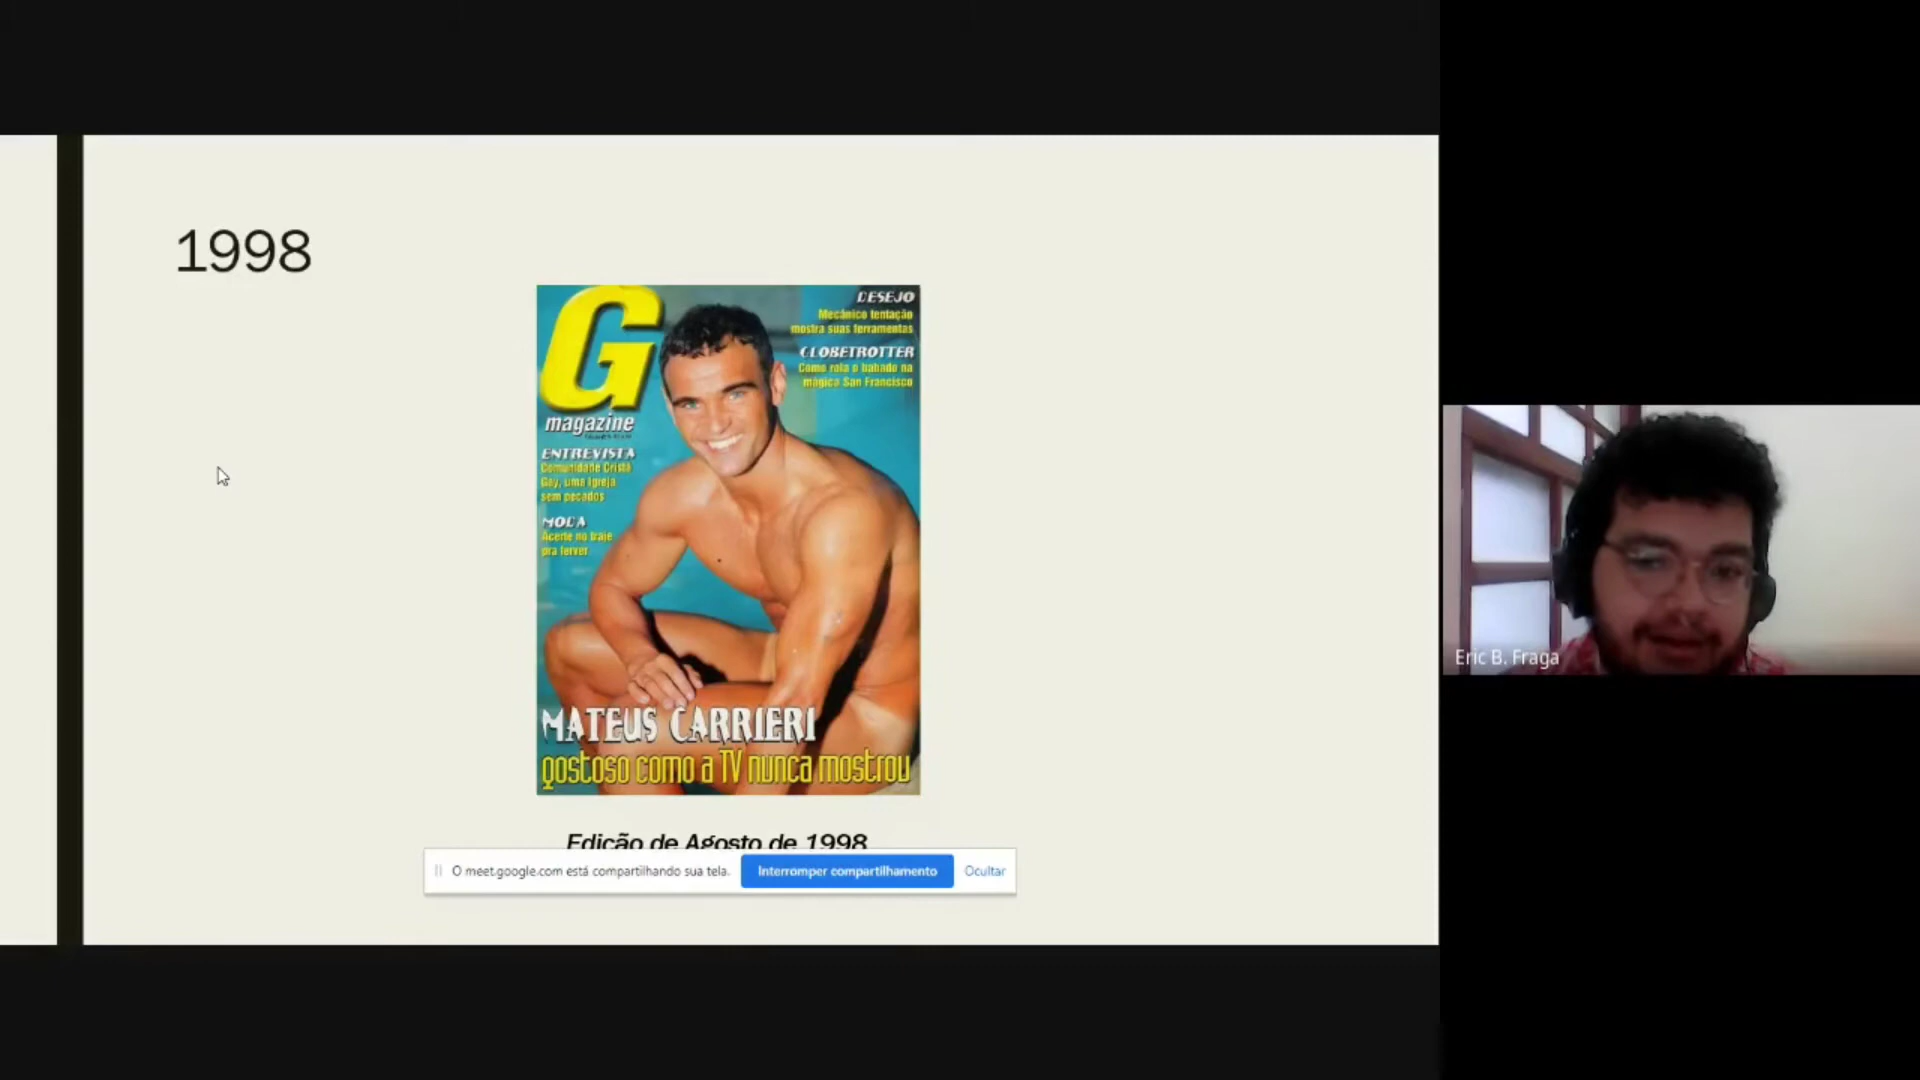 1998
G
magazine
DESEJO
Mecânico tentação
mostra suas ferramentas
GLOBETROTTER
Como rola o babado na
mágica San Francisco
ENTREVISTA
Comunidade Cristã
Gay, uma igreja
sem pecados
MODA
Acerte no traje
pra ferver
MATEUS CARRIERI
gostoso como a TV nunca mostrou
Edição de Agosto de 1998
O meet.google.com está compartilhando sua tela.
Interromper compartilhamento
Ocultar
Eric B. Fraga